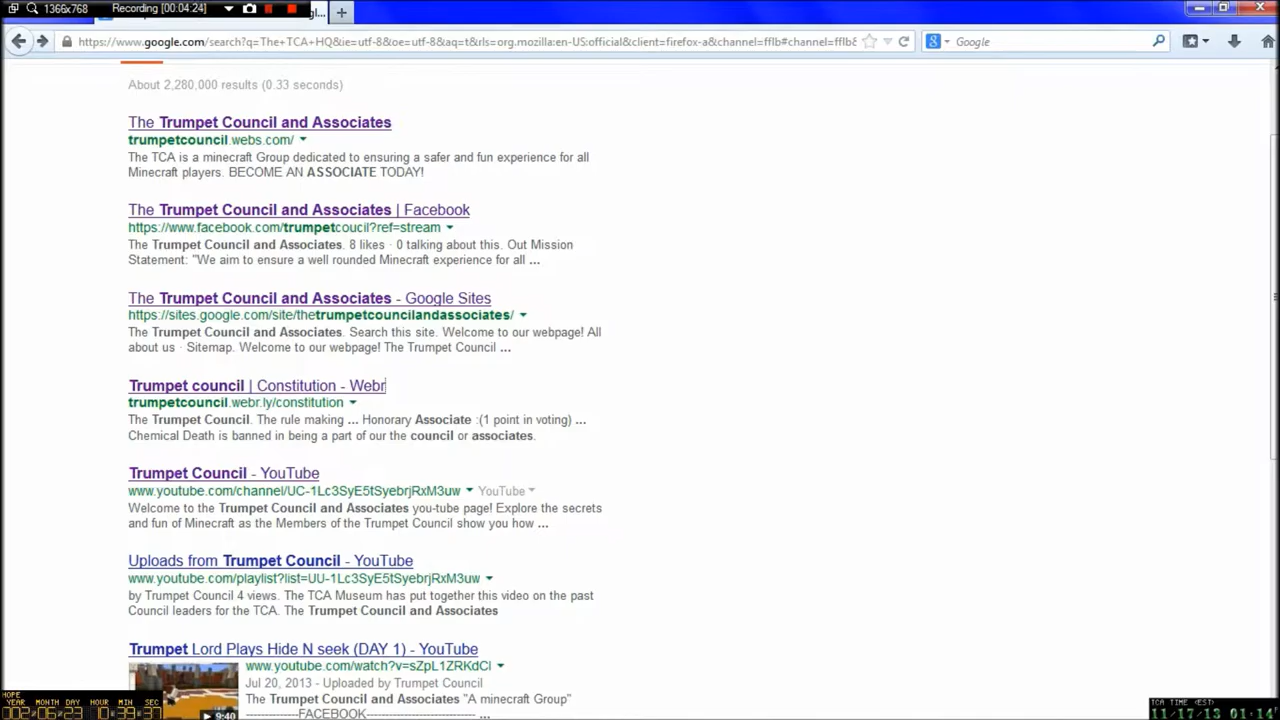 1366x768 Recording [00:04:24]
https://www.google.com/search?q=The+TCA+HQ&ie=utf-8&oe=utf-8&aq=t&rls=org.mozilla:en-US:official&client=firefox-a&channel=fflb#channel=fflb&
Google
About 2,280,000 results (0.33 seconds)
The Trumpet Council and Associates
trumpetcouncil.webs.com/
The TCA is a minecraft Group dedicated to ensuring a safer and fun experience for all
Minecraft players. BECOME AN ASSOCIATE TODAY!
The Trumpet Council and Associates | Facebook
https://www.facebook.com/trumpetcoucil?ref=stream
The Trumpet Council and Associates. 8 likes · 0 talking about this. Out Mission
Statement: "We aim to ensure a well rounded Minecraft experience for all ...
The Trumpet Council and Associates - Google Sites
https://sites.google.com/site/thetrumpetcouncilandassociates/
The Trumpet Council and Associates. Search this site. Welcome to our webpage! All
about us · Sitemap. Welcome to our webpage! The Trumpet Council ...
Trumpet council | Constitution - Webr
trumpetcouncil.webr.ly/constitution
The Trumpet Council. The rule making ... Honorary Associate :(1 point in voting) ...
Chemical Death is banned in being a part of our the council or associates.
Trumpet Council - YouTube
www.youtube.com/channel/UC-1Lc3SyE5tSyebrjRxM3uw YouTube
Welcome to the Trumpet Council and Associates you-tube page! Explore the secrets
and fun of Minecraft as the Members of the Trumpet Council show you how ...
Uploads from Trumpet Council - YouTube
www.youtube.com/playlist?list=UU-1Lc3SyE5tSyebrjRxM3uw
by Trumpet Council 4 views. The TCA Museum has put together this video on the past
Council leaders for the TCA. The Trumpet Council and Associates
Trumpet Lord Plays Hide N seek (DAY 1) - YouTube
www.youtube.com/watch?v=sZpL1ZRKdCI
Jul 20, 2013 - Uploaded by Trumpet Council
The Trumpet Council and Associates "A minecraft Group"
--------------FACEBOOK---------------------------- ...
9:40
HOPE
YEAR MONTH DAY HOUR MIN SEC
002:06:23 10:39:37
TCA TIME (EST)
11/17/13 01:14